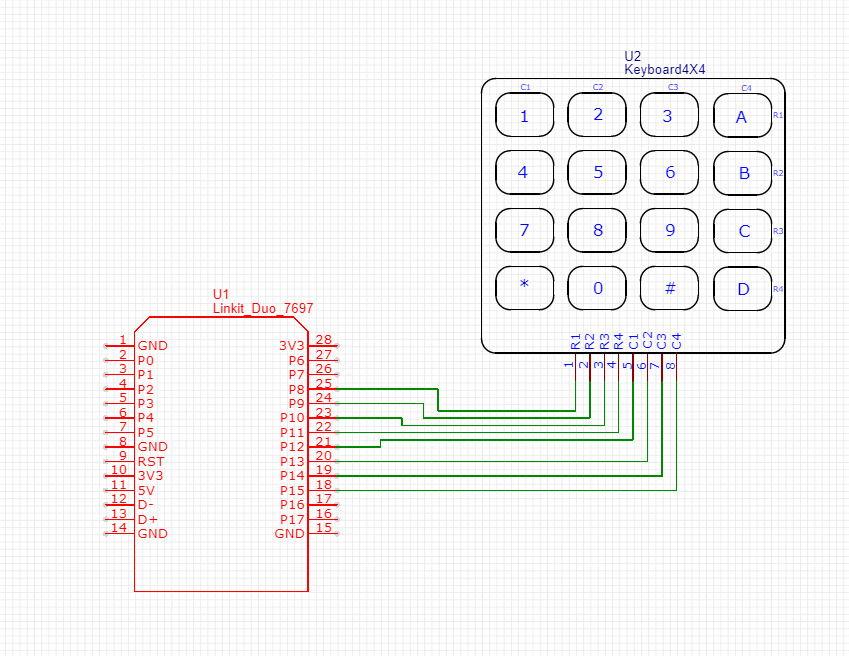 U2
Keyboard4X4
C1 C2 C3 C4
1 2 3 A R1
4 5 6 B R2
7 8 9 C R3
* 0 # D R4
R1 R2 R3 R4 C1 C2 C3 C4
1 2 3 4 5 6 7 8
U1
Linkit_Duo_7697
1 GND 3V3 28
2 P0 P6 27
3 P1 P7 26
4 P2 P8 25
5 P3 P9 24
6 P4 P10 23
7 P5 P11 22
8 GND P12 21
9 RST P13 20
10 3V3 P14 19
11 5V P15 18
12 D- P16 17
13 D+ P17 16
14 GND GND 15